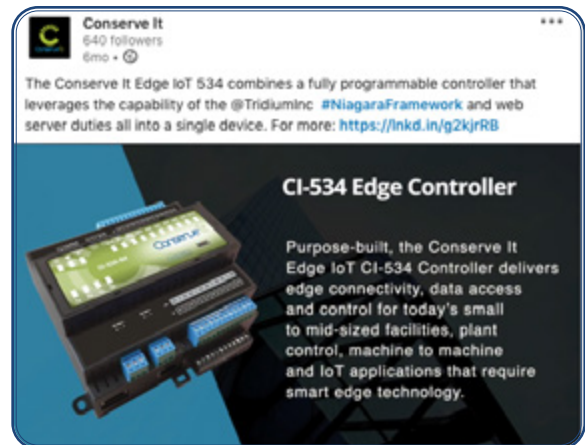 Conserve It
640 followers
6mo •
The Conserve It Edge IoT 534 combines a fully programmable controller that
leverages the capability of the @TridiumInc #NiagaraFramework and web
server duties all into a single device. For more: https://lnkd.in/g2kjrRB
CI-534 Edge Controller
Purpose-built, the Conserve It
Edge IoT CI-534 Controller delivers
edge connectivity, data access
and control for today's small
to mid-sized facilities, plant
control, machine to machine
and IoT applications that require
smart edge technology.
Conserve It